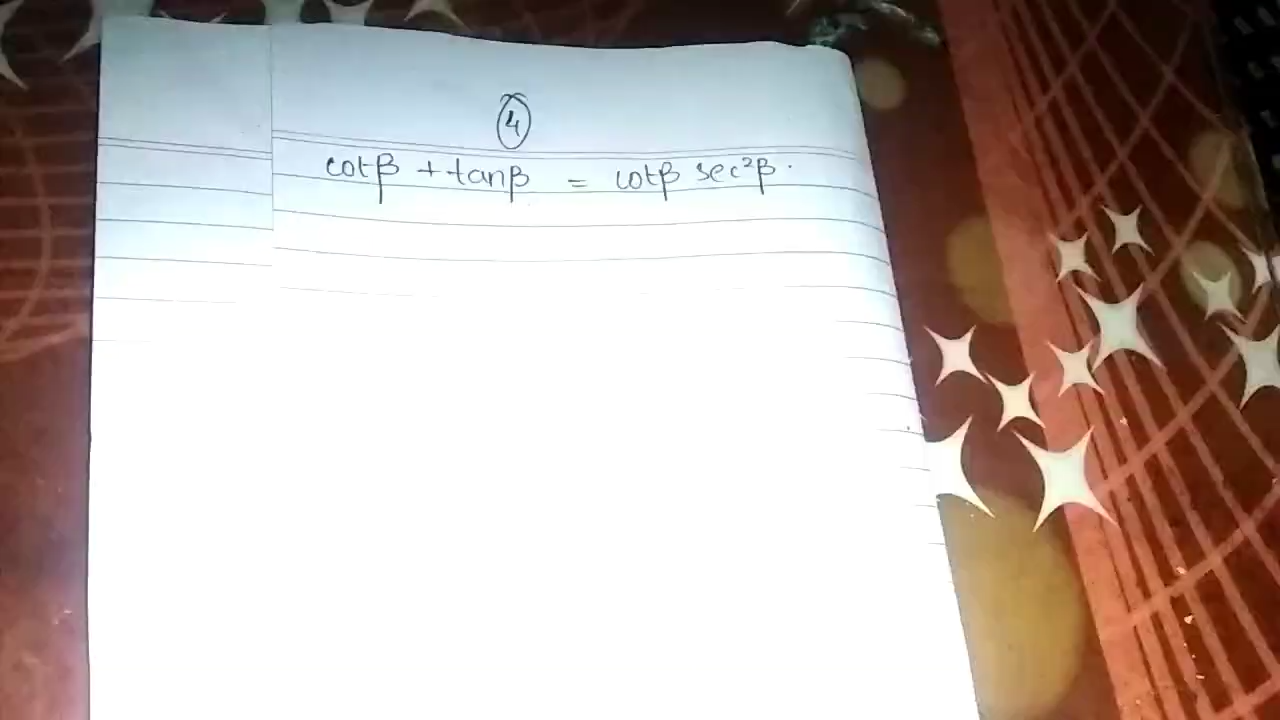 4
cotβ + tanβ = cotβ sec²β.